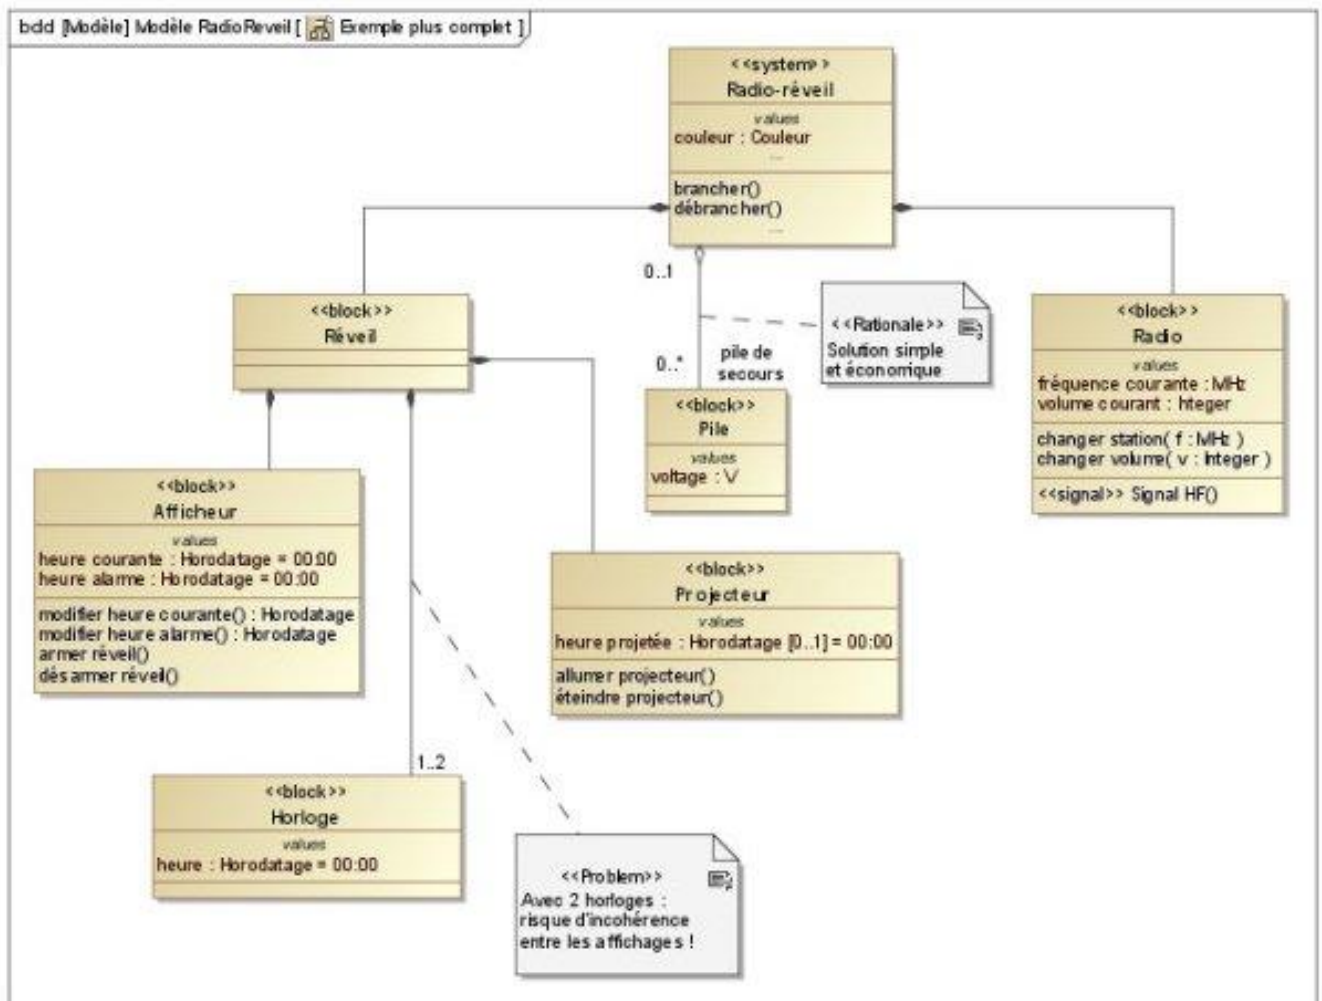 bdd [Modèle] Modèle RadioReveil [ Exemple plus complet ]
<<system>>
Radio-réveil
values
couleur : Couleur
...
brancher()
débrancher()
...
0..1
0..*
pile de
secours
<<Rationale>>
Solution simple
et économique
<<block>>
Réveil
<<block>>
Radio
values
fréquence courante : MHz
volume courant : Integer
changer station( f : MHz )
changer volume( v : Integer )
<<signal>> Signal HF()
<<block>>
Pile
values
voltage : V
<<block>>
Afficheur
values
heure courante : Horodatage = 00:00
heure alarme : Horodatage = 00:00
modifier heure courante() : Horodatage
modifier heure alarme() : Horodatage
armer réveil()
désarmer réveil()
<<block>>
Projecteur
values
heure projetée : Horodatage [0..1] = 00:00
allumer projecteur()
éteindre projecteur()
1..2
<<block>>
Horloge
values
heure : Horodatage = 00:00
<<Problem>>
Avec 2 horloges :
risque d'incohérence
entre les affichages !